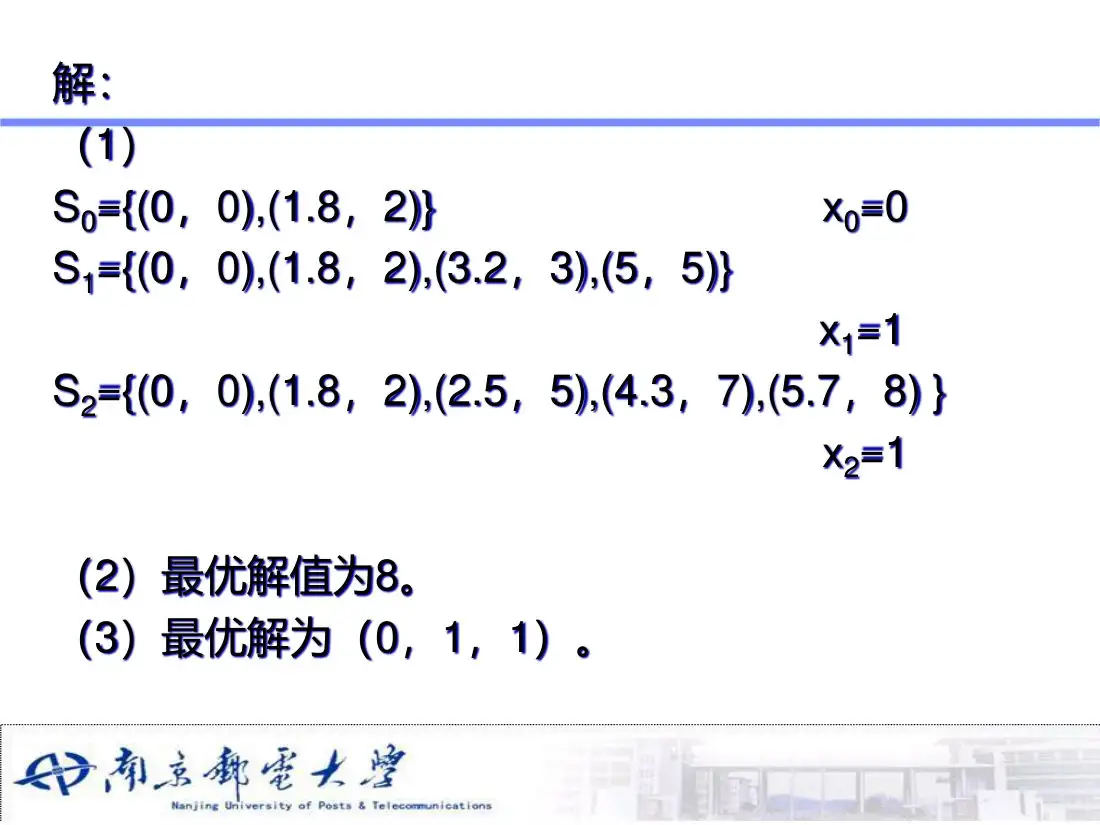 解：
（1）
S₀={(0，0),(1.8，2)} x₀=0
S₁={(0，0),(1.8，2),(3.2，3),(5，5)}
x₁=1
S₂={(0，0),(1.8，2),(2.5，5),(4.3，7),(5.7，8) }
x₂=1
（2）最优解值为8。
（3）最优解为（0，1，1）。
南京郵電大學
Nanjing University of Posts & Telecommunications